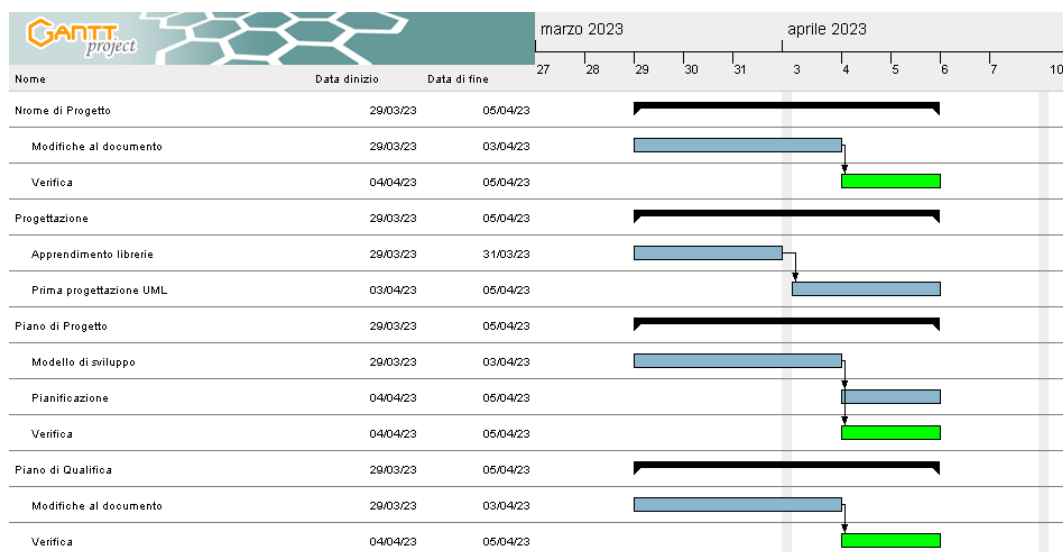 GANTT project
marzo 2023 aprile 2023
Nome Data dinizio Data di fine 27 28 29 30 31 3 4 5 6 7 10
Nrome di Progetto 29/03/23 05/04/23
Modifiche al documento 29/03/23 03/04/23
Verifica 04/04/23 05/04/23
Progettazione 29/03/23 05/04/23
Apprendimento librerie 29/03/23 31/03/23
Prima progettazione UML 03/04/23 05/04/23
Piano di Progetto 29/03/23 05/04/23
Modello di sviluppo 29/03/23 03/04/23
Pianificazione 04/04/23 05/04/23
Verifica 04/04/23 05/04/23
Piano di Qualifica 29/03/23 05/04/23
Modifiche al documento 29/03/23 03/04/23
Verifica 04/04/23 05/04/23